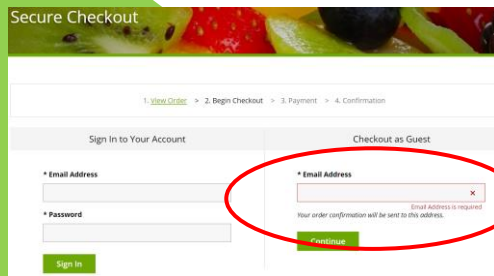 Secure Checkout
1. View Order > 2. Begin Checkout > 3. Payment > 4. Confirmation
Sign In to Your Account
* Email Address
* Password
Sign In
Checkout as Guest
* Email Address
×
Email Address is required
Your order confirmation will be sent to this address.
Continue